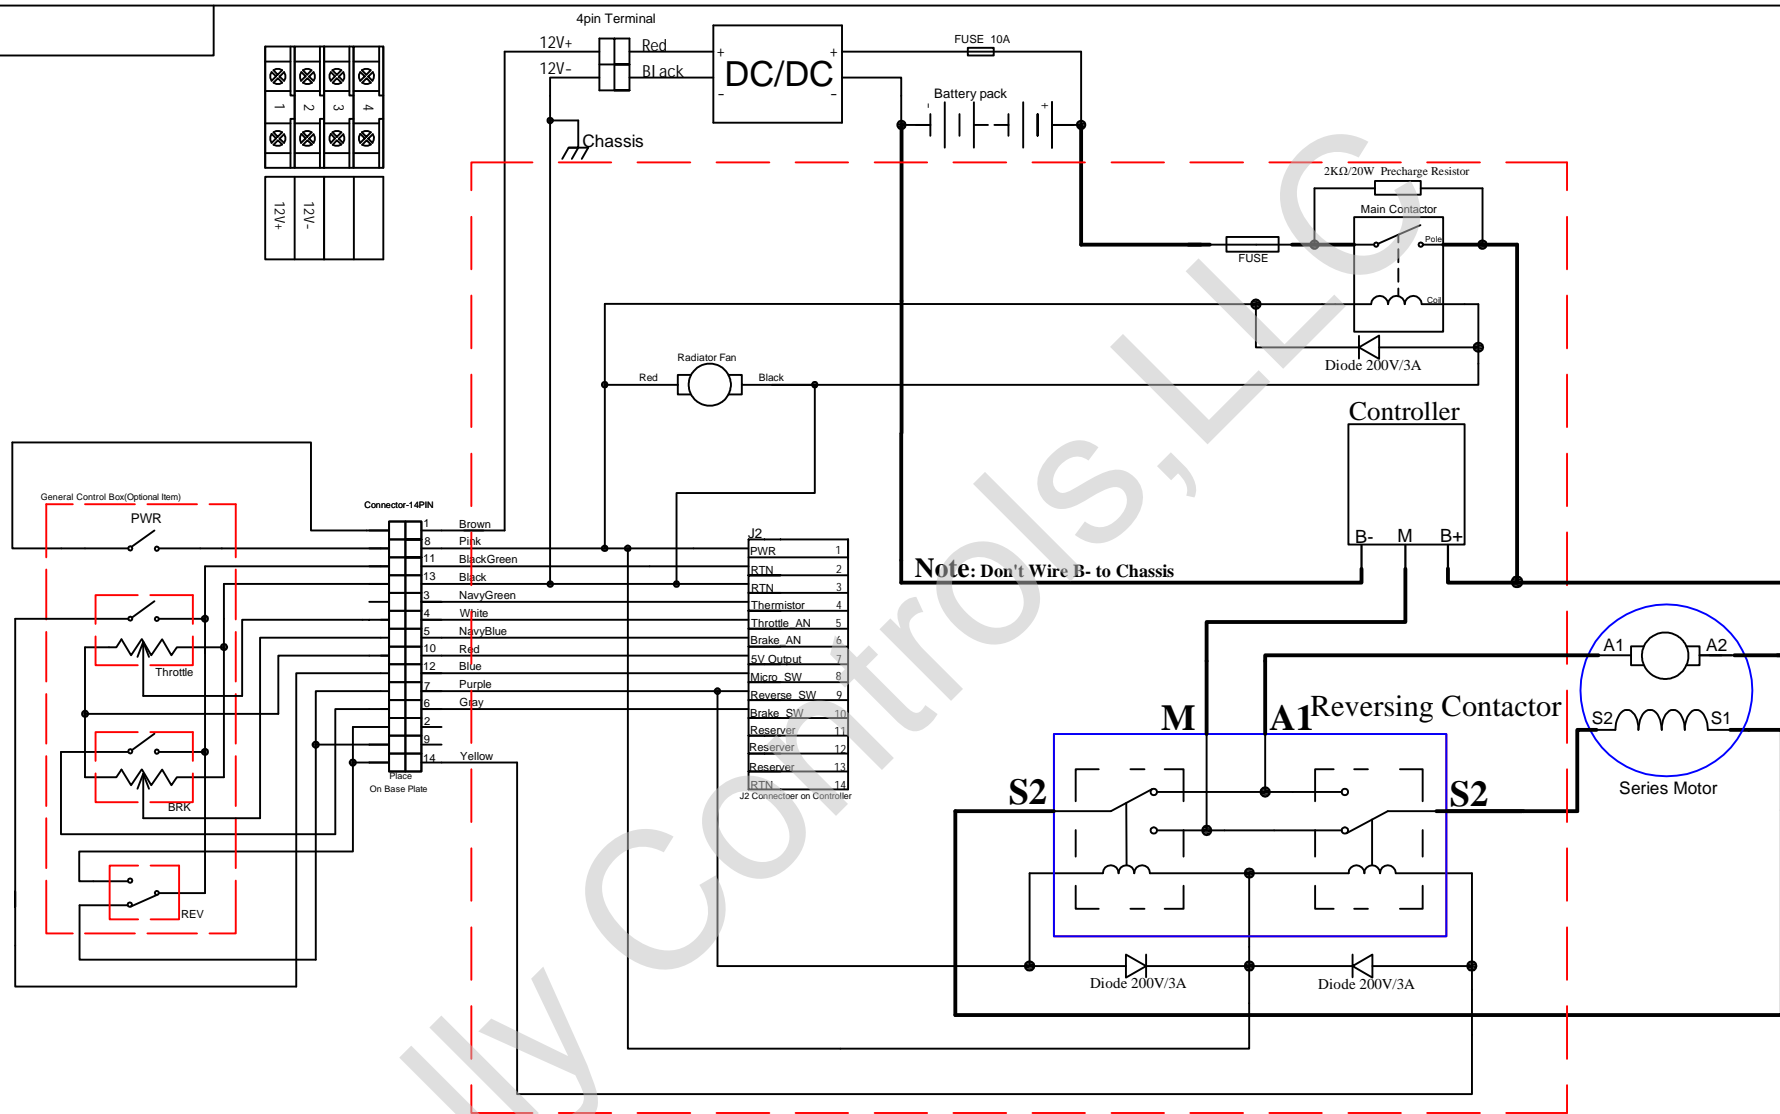 4pin Terminal
12V+
Red
12V-
BLack
+
-
DC/DC
+
-
FUSE 10A
Battery pack
-
+
Chassis
1
2
3
4
12V+
12V-
2KΩ/20W Precharge Resistor
Main Contactor
Pole
FUSE
Coil
Diode 200V/3A
Radiator Fan
Red
Black
Controller
B-
M
B+
Note: Don't Wire B- to Chassis
General Control Box(Optional Item)
PWR
Throttle
BRK
REV
Connector-14PIN
1 Brown
8 Pink
11 BlackGreen
13 Black
3 NavyGreen
4 White
5 NavyBlue
10 Red
12 Blue
7 Purple
6 Gray
2
9
14 Yellow
Place
On Base Plate
J2
PWR 1
RTN 2
RTN 3
Thermistor 4
Throttle_AN 5
Brake_AN 6
5V Output 7
Micro_SW 8
Reverse_SW 9
Brake_SW 10
Reserver 11
Reserver 12
Reserver 13
RTN 14
J2 Connectoer on Controller
A1
A2
S2
S1
Series Motor
M
A1
Reversing Contactor
S2
S2
Diode 200V/3A
Diode 200V/3A
lly Controls,LLC